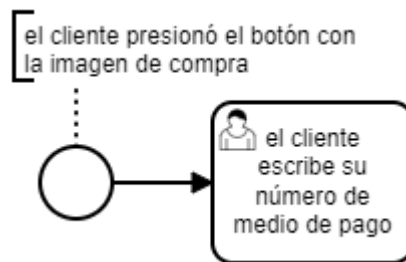 el cliente presionó el botón con
la imagen de compra
el cliente
escribe su
número de
medio de pago